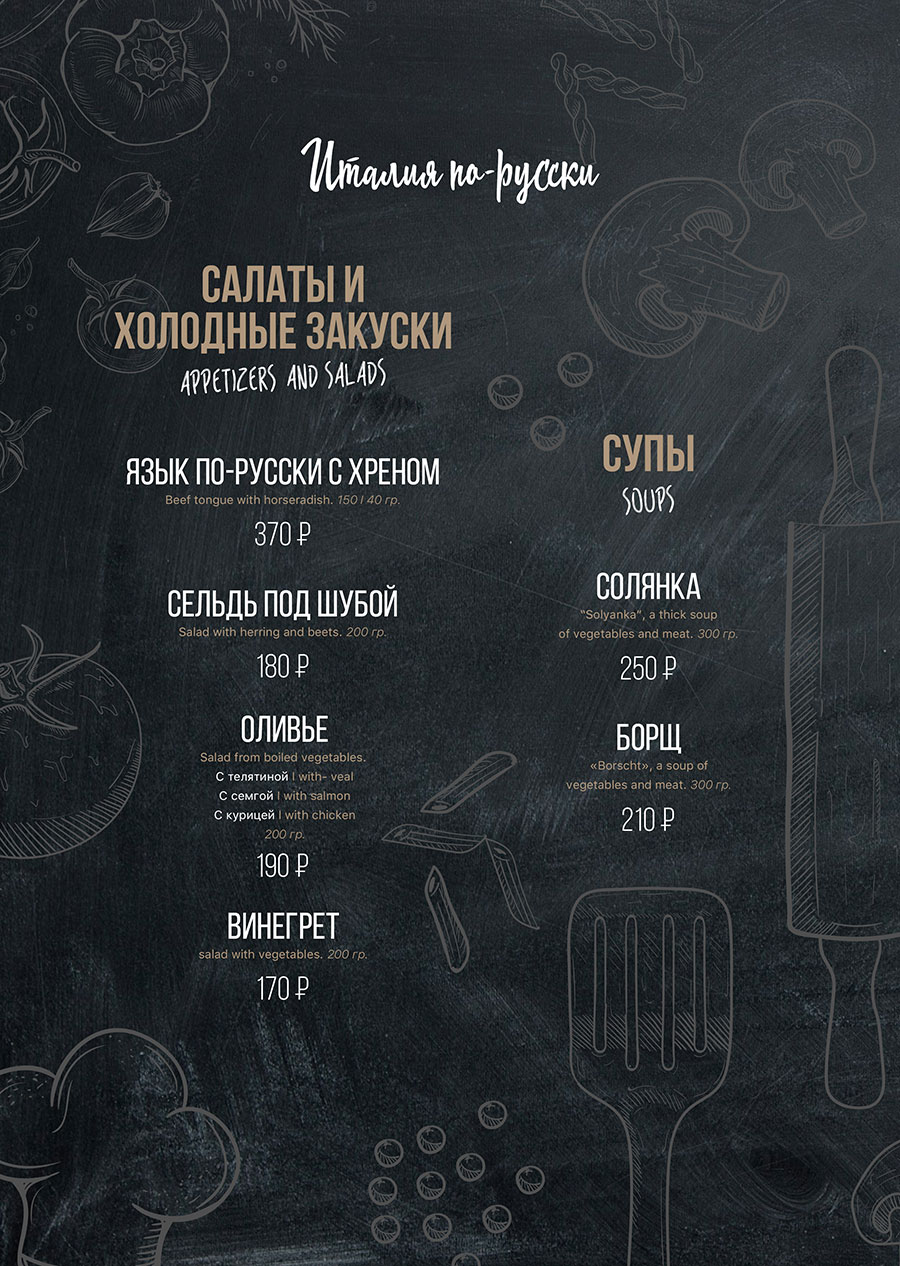 Италия по-русски
САЛАТЫ И
ХОЛОДНЫЕ ЗАКУСКИ
APPETIZERS AND SALADS
ЯЗЫК ПО-РУССКИ С ХРЕНОМ
Beef tongue with horseradish. 150 I 40 гр.
370 ₽
СЕЛЬДЬ ПОД ШУБОЙ
Salad with herring and beets. 200 гр.
180 ₽
ОЛИВЬЕ
Salad from boiled vegetables.
С телятиной I with- veal
С семгой I with salmon
С курицей I with chicken
200 гр.
190 ₽
ВИНЕГРЕТ
salad with vegetables. 200 гр.
170 ₽
СУПЫ
SOUPS
СОЛЯНКА
“Solyanka”, a thick soup
of vegetables and meat. 300 гр.
250 ₽
БОРЩ
«Borscht», a soup of
vegetables and meat. 300 гр.
210 ₽